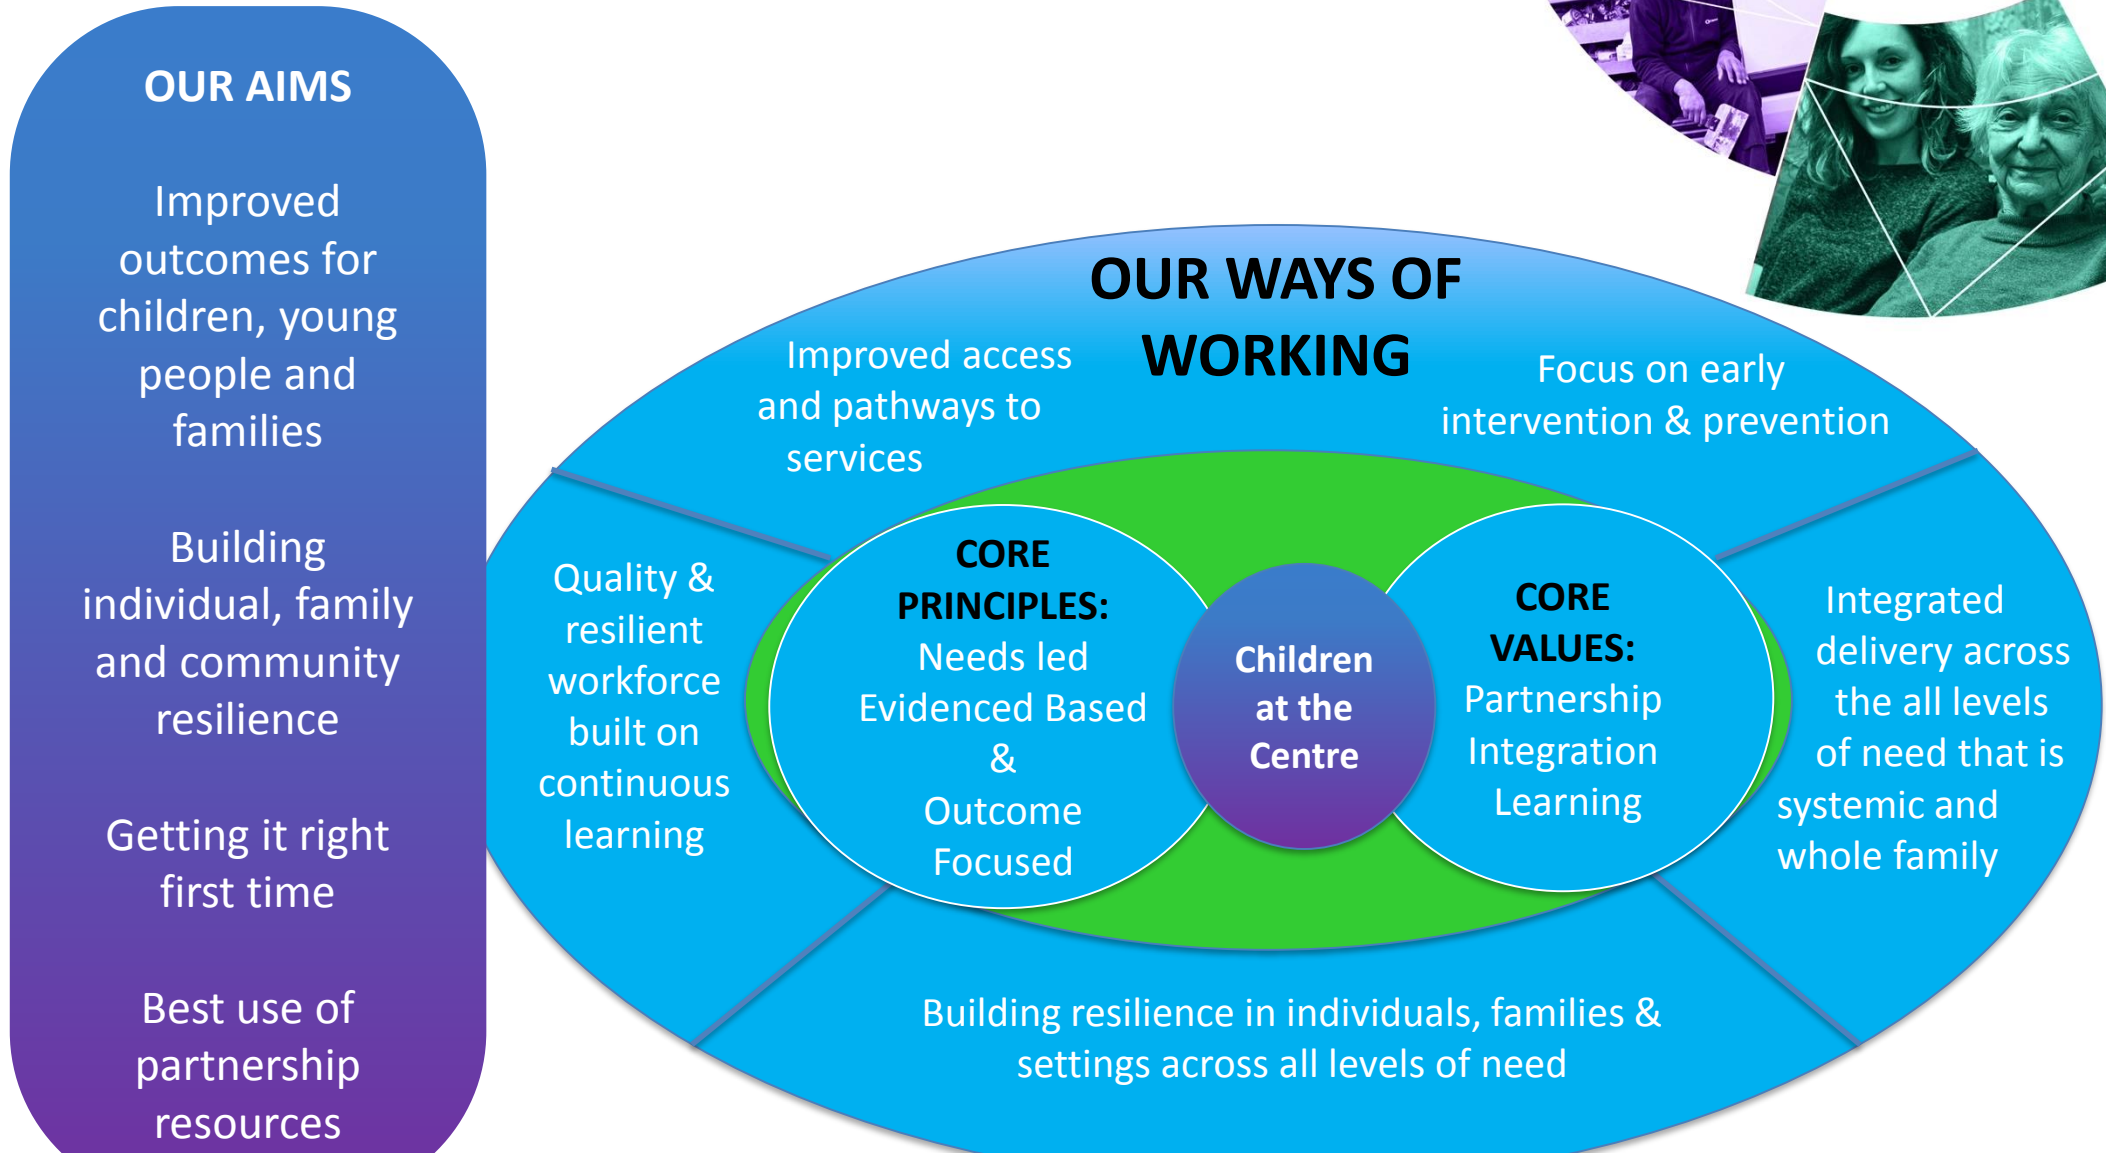 OUR AIMS
Improved
outcomes for
children, young
people and
families
Building
individual, family
and community
resilience
Getting it right
first time
Best use of
partnership
resources
OUR WAYS OF
WORKING
Improved access
and pathways to
services
Focus on early
intervention & prevention
Quality &
resilient
workforce
built on
continuous
learning
CORE
PRINCIPLES:
Needs led
Evidenced Based
&
Outcome
Focused
Children
at the
Centre
CORE
VALUES:
Partnership
Integration
Learning
Integrated
delivery across
the all levels
of need that is
systemic and
whole family
Building resilience in individuals, families &
settings across all levels of need